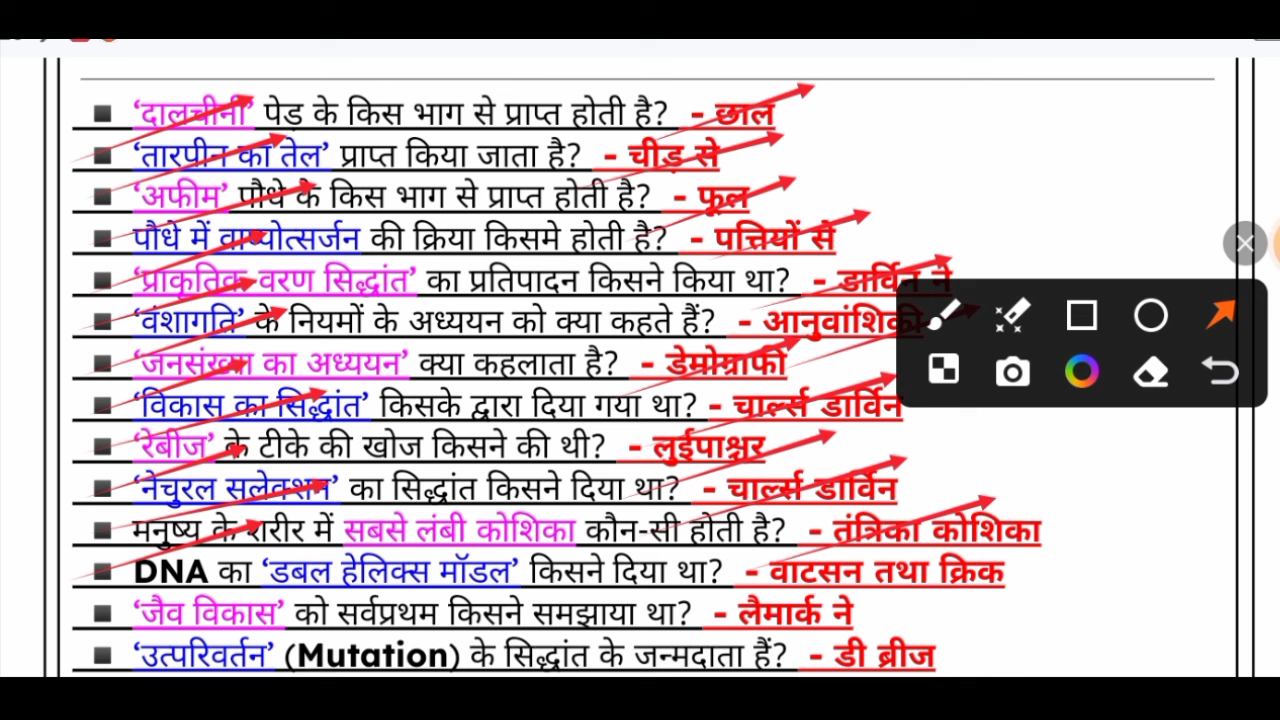 ‘दालचीनी’ पेड़ के किस भाग से प्राप्त होती है? - छाल
‘तारपीन का तेल’ प्राप्त किया जाता है? - चीड़ से
‘अफीम’ पौधे के किस भाग से प्राप्त होती है? - फूल
पौधे में वाष्पोत्सर्जन की क्रिया किसमे होती है? - पत्तियों से
‘प्राकृतिक वरण सिद्धांत’ का प्रतिपादन किसने किया था? - डार्विन ने
‘वंशागति’ के नियमों के अध्ययन को क्या कहते हैं? - आनुवांशिकी
‘जनसंख्या का अध्ययन’ क्या कहलाता है? - डेमोग्राफी
‘विकास का सिद्धांत’ किसके द्वारा दिया गया था? - चार्ल्स डार्विन
‘रेबीज’ के टीके की खोज किसने की थी? - लुईपाश्चर
‘नेचुरल सलेक्शन’ का सिद्धांत किसने दिया था? - चार्ल्स डार्विन
मनुष्य के शरीर में सबसे लंबी कोशिका कौन-सी होती है? - तंत्रिका कोशिका
DNA का ‘डबल हेलिक्स मॉडल’ किसने दिया था? - वाटसन तथा क्रिक
‘जैव विकास’ को सर्वप्रथम किसने समझाया था? - लैमार्क ने
‘उत्परिवर्तन’ (Mutation) के सिद्धांत के जन्मदाता हैं? - डी ब्रीज